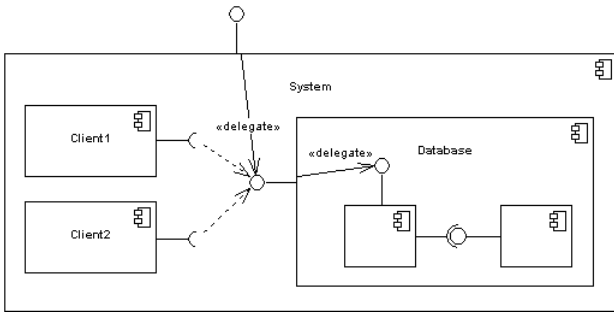 System
Client1
«delegate»
«delegate»
Database
Client2